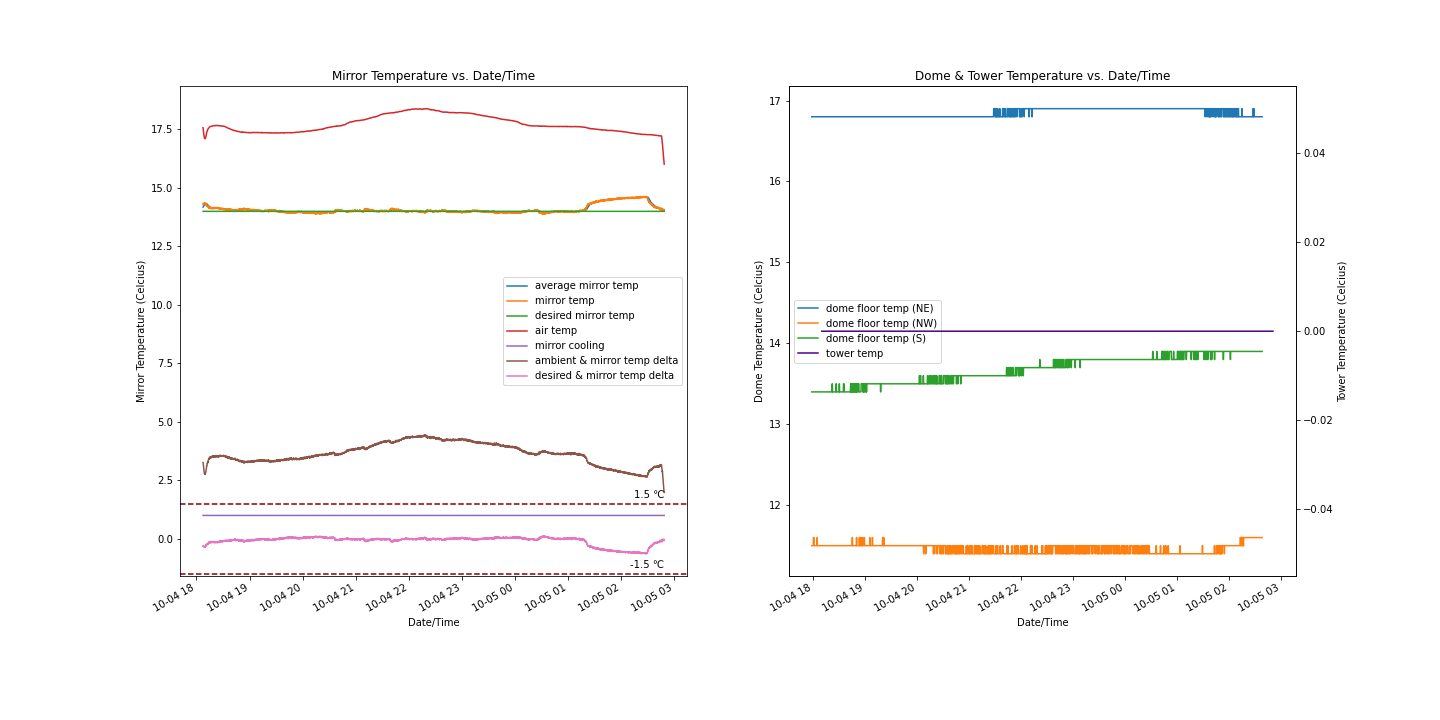 Mirror Temperature vs. Date/Time
17.5
15.0
12.5
10.0
7.5
5.0
2.5
0.0
Mirror Temperature (Celcius)
average mirror temp
mirror temp
desired mirror temp
air temp
mirror cooling
ambient & mirror temp delta
desired & mirror temp delta
1.5 °C
-1.5 °C
10-04 18
10-04 19
10-04 20
10-04 21
10-04 22
10-04 23
10-05 00
10-05 01
10-05 02
10-05 03
Date/Time
Dome & Tower Temperature vs. Date/Time
17
16
15
14
13
12
Dome Temperature (Celcius)
dome floor temp (NE)
dome floor temp (NW)
dome floor temp (S)
tower temp
0.04
0.02
0.00
−0.02
−0.04
Tower Temperature (Celcius)
10-04 18
10-04 19
10-04 20
10-04 21
10-04 22
10-04 23
10-05 00
10-05 01
10-05 02
10-05 03
Date/Time